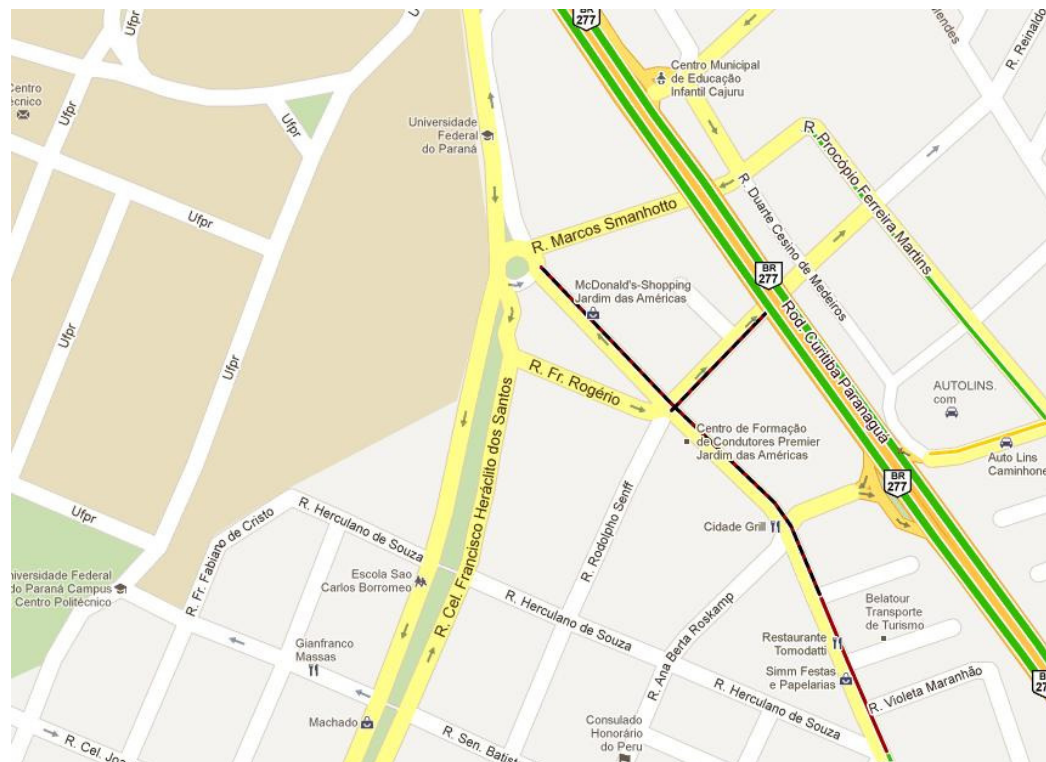 BR
277
Centro Municipal
de Educação
Infantil Cajuru
R. Reinaldo
Centro
Ufpr
Ufpr
Ufpr
Universidade
Federal
do Paraná
R. Procópio Ferreira Martins
R. Duarte Cesino de Medeiros
Ufpr
R. Marcos Smanhotto
BR
277
McDonald's-Shopping
Jardim das Américas
Rod. Curitiba Paranaguá
Ufpr
Ufpr
R. Fr. Rogério
AUTOLINS.
com
Centro de Formação
de Condutores Premier
Jardim das Américas
Auto Lins
BR
277
R. Cel. Francisco Heráclito dos Santos
R. Rodolpho Senff
Ufpr
R. Herculano de Souza
Cidade Grill
R. Fr. Fabiano de Cristo
Escola Sao
Carlos Borromeo
Universidade Federal
do Paraná Campus
Centro Politécnico
R. Herculano de Souza
Belatour
Transporte
de Turismo
R. Ana Berta Roskamp
Gianfranco
Massas
Restaurante
Tomodatti
Simm Festas
e Papelarias
R. Violeta Maranhão
BR
277
R. Herculano de Souza
Machado
Consulado
Honorário
do Peru
R. Cel.
R. Sen.